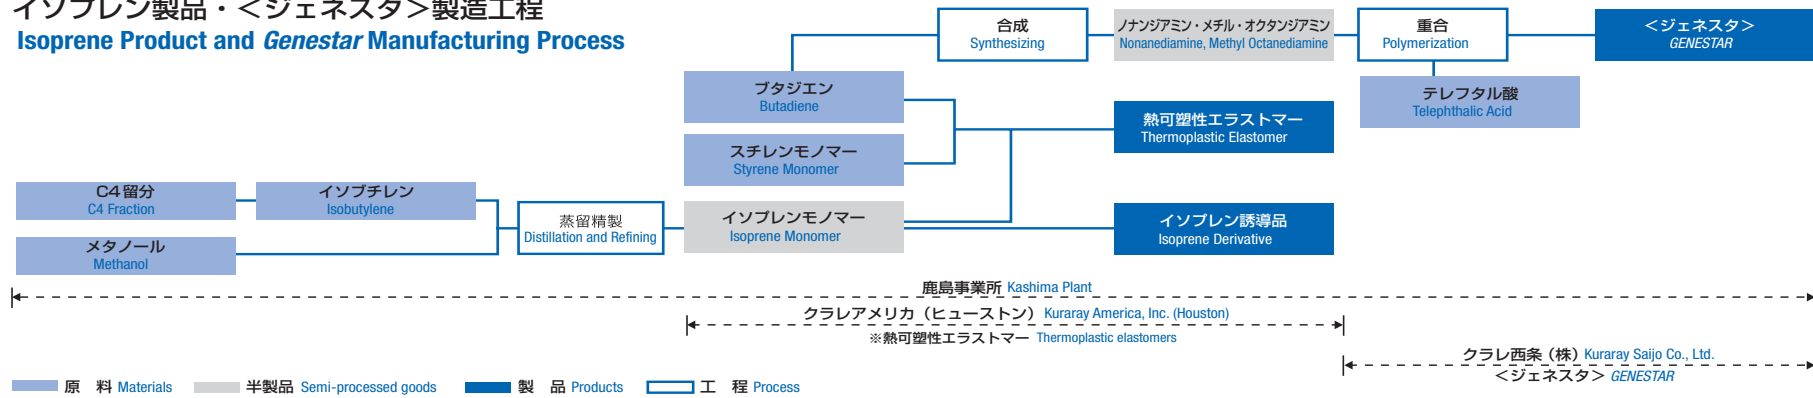 イソプレン製品・＜ジェネスタ＞製造工程
Isoprene Product and Genestar Manufacturing Process
合成
Synthesizing
ノナンジアミン・メチル・オクタンジアミン
Nonanediamine, Methyl Octanediamine
重合
Polymerization
＜ジェネスタ＞
GENESTAR
ブタジエン
Butadiene
テレフタル酸
Telephthalic Acid
熱可塑性エラストマー
Thermoplastic Elastomer
スチレンモノマー
Styrene Monomer
C4留分
C4 Fraction
イソブチレン
Isobutylene
蒸留精製
Distillation and Refining
イソプレンモノマー
Isoprene Monomer
イソプレン誘導品
Isoprene Derivative
メタノール
Methanol
鹿島事業所 Kashima Plant
クラレアメリカ（ヒューストン） Kuraray America, Inc. (Houston)
※熱可塑性エラストマー Thermoplastic elastomers
クラレ西条（株） Kuraray Saijo Co., Ltd.
＜ジェネスタ＞ GENESTAR
原　料 Materials 半製品 Semi-processed goods 製　品 Products 工　程 Process